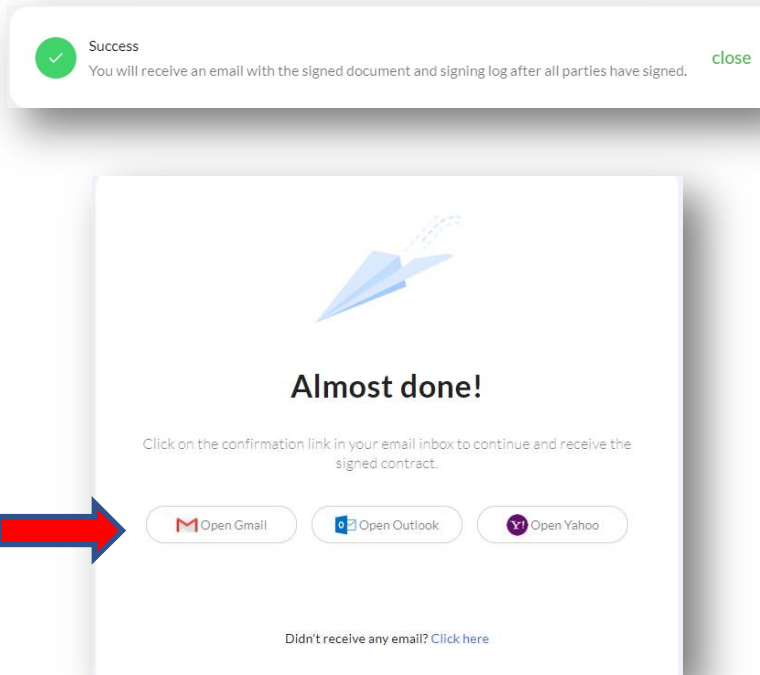 Success
You will receive an email with the signed document and signing log after all parties have signed.
close
Almost done!
Click on the confirmation link in your email inbox to continue and receive the
signed contract.
Open Gmail
Open Outlook
Open Yahoo
Didn't receive any email? Click here